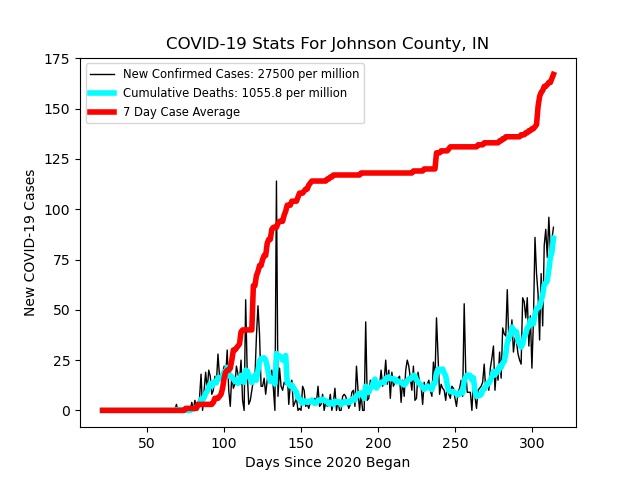 COVID-19 Stats For Johnson County, IN
New Confirmed Cases: 27500 per million
Cumulative Deaths: 1055.8 per million
7 Day Case Average
New COVID-19 Cases
175
150
125
100
75
50
25
0
50 100 150 200 250 300
Days Since 2020 Began